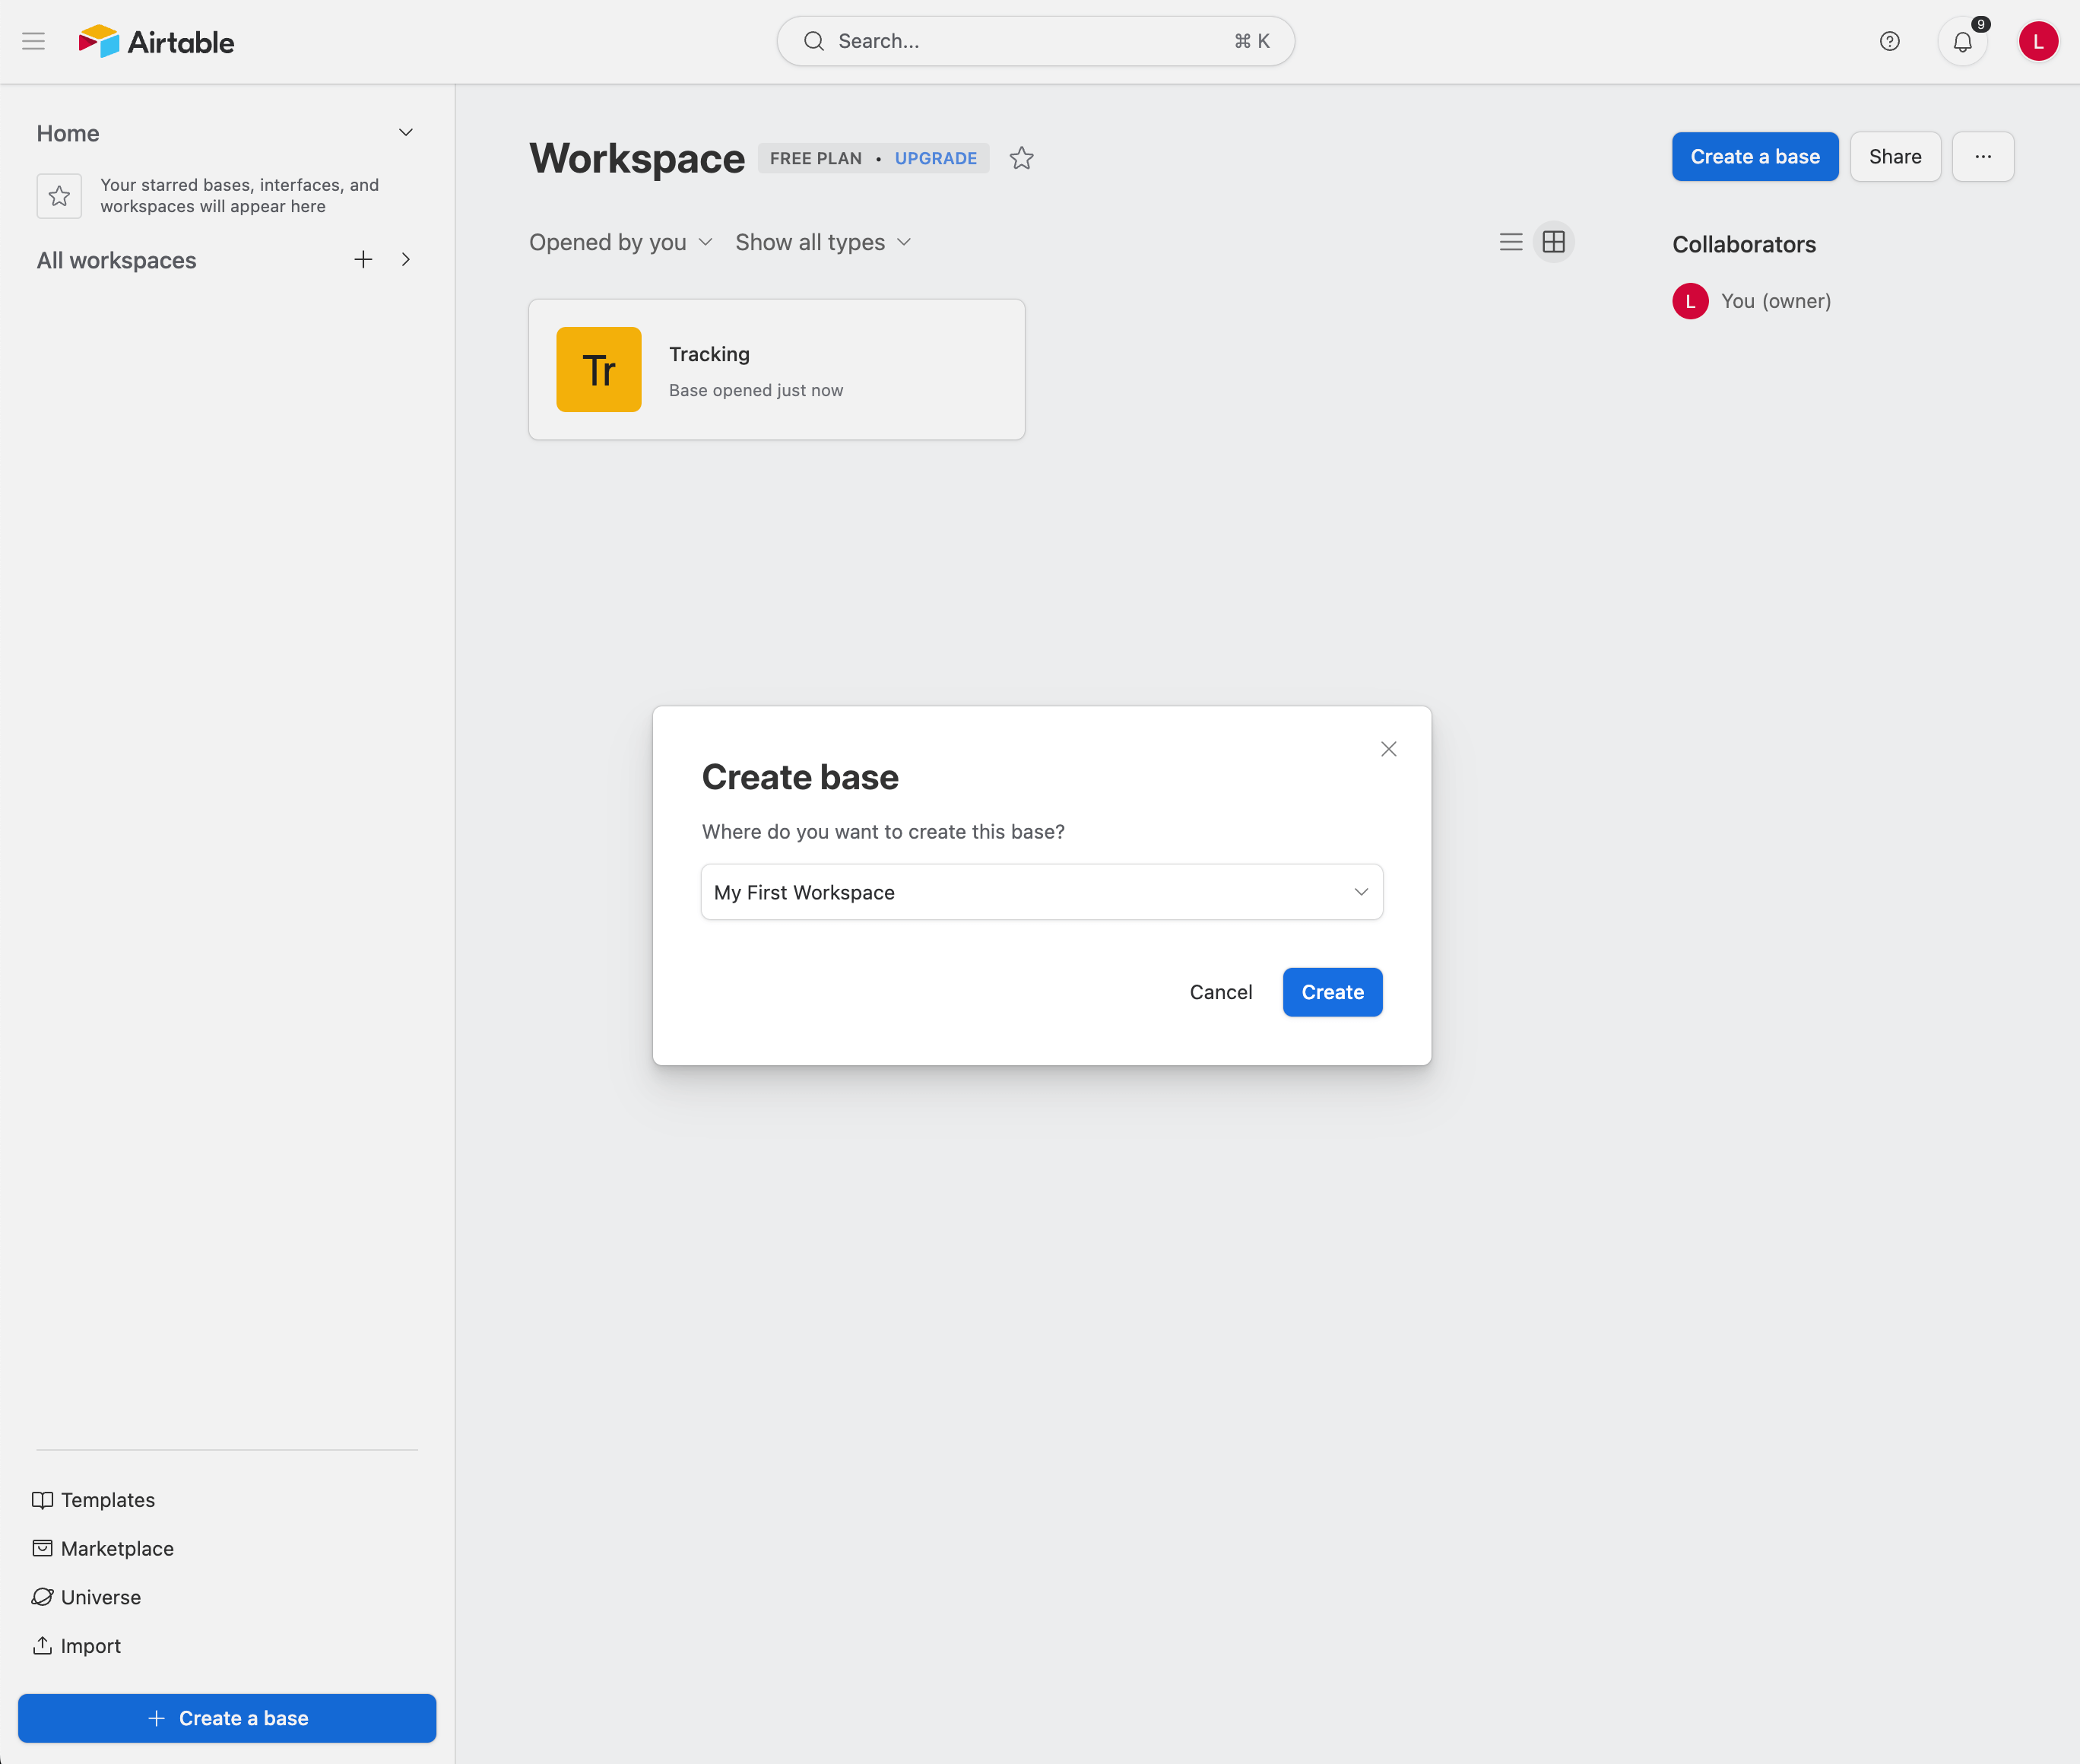 Airtable
Search...
⌘ K
9
L
Home
Your starred bases, interfaces, and
workspaces will appear here
All workspaces
Workspace
FREE PLAN • UPGRADE
Create a base
Share
...
Opened by you
Show all types
Collaborators
L
You (owner)
Tr
Tracking
Base opened just now
Create base
Where do you want to create this base?
My First Workspace
Cancel
Create
Templates
Marketplace
Universe
Import
+ Create a base